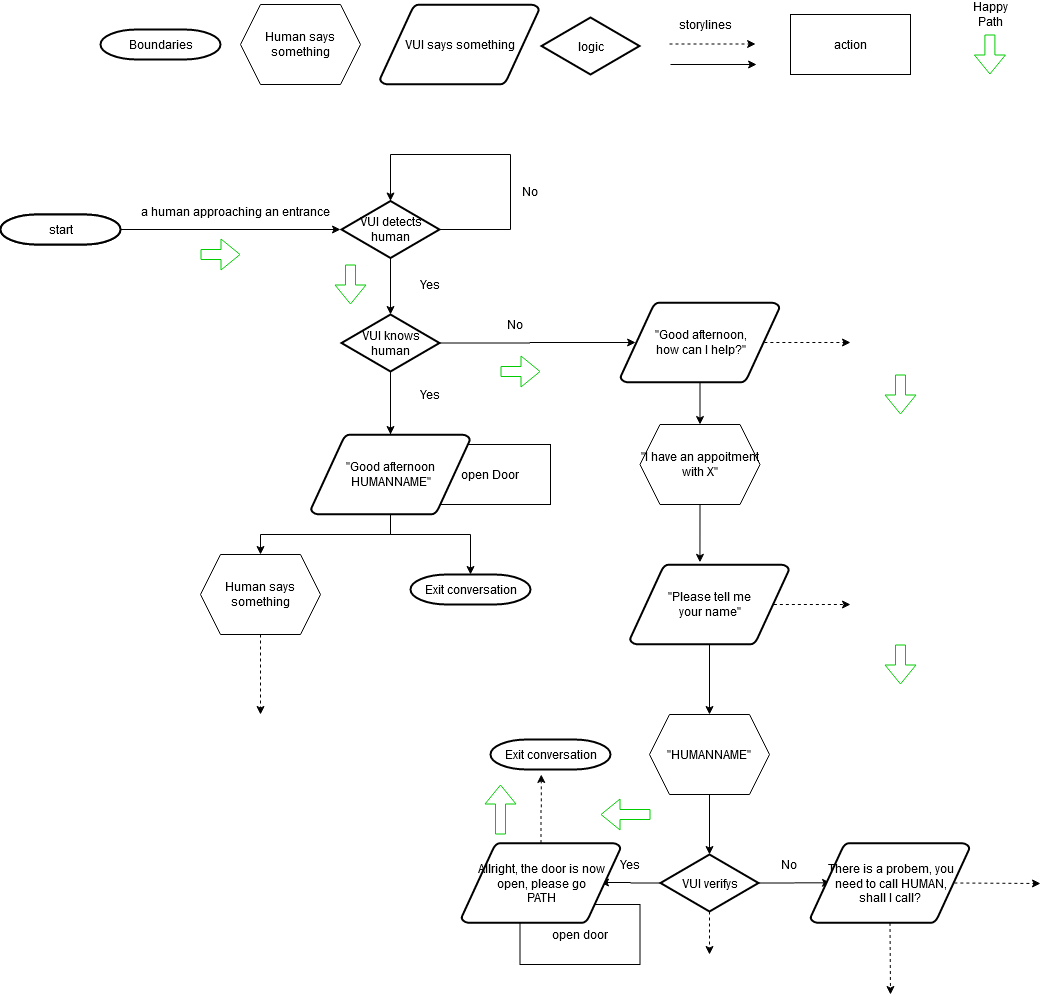 Happy
Path
Boundaries
Human says
something
VUI says something
logic
storylines
action
a human approaching an entrance
start
VUI detects
human
No
Yes
VUI knows
human
No
Yes
"Good afternoon,
how can I help?"
"I have an appoitment
with X"
"Good afternoon
HUMANNAME"
open Door
Human says
something
Exit conversation
"Please tell me
your name"
"HUMANNAME"
Exit conversation
Allright, the door is now
open, please go
PATH
Yes
VUI verifys
No
There is a probem, you
need to call HUMAN,
shall I call?
open door